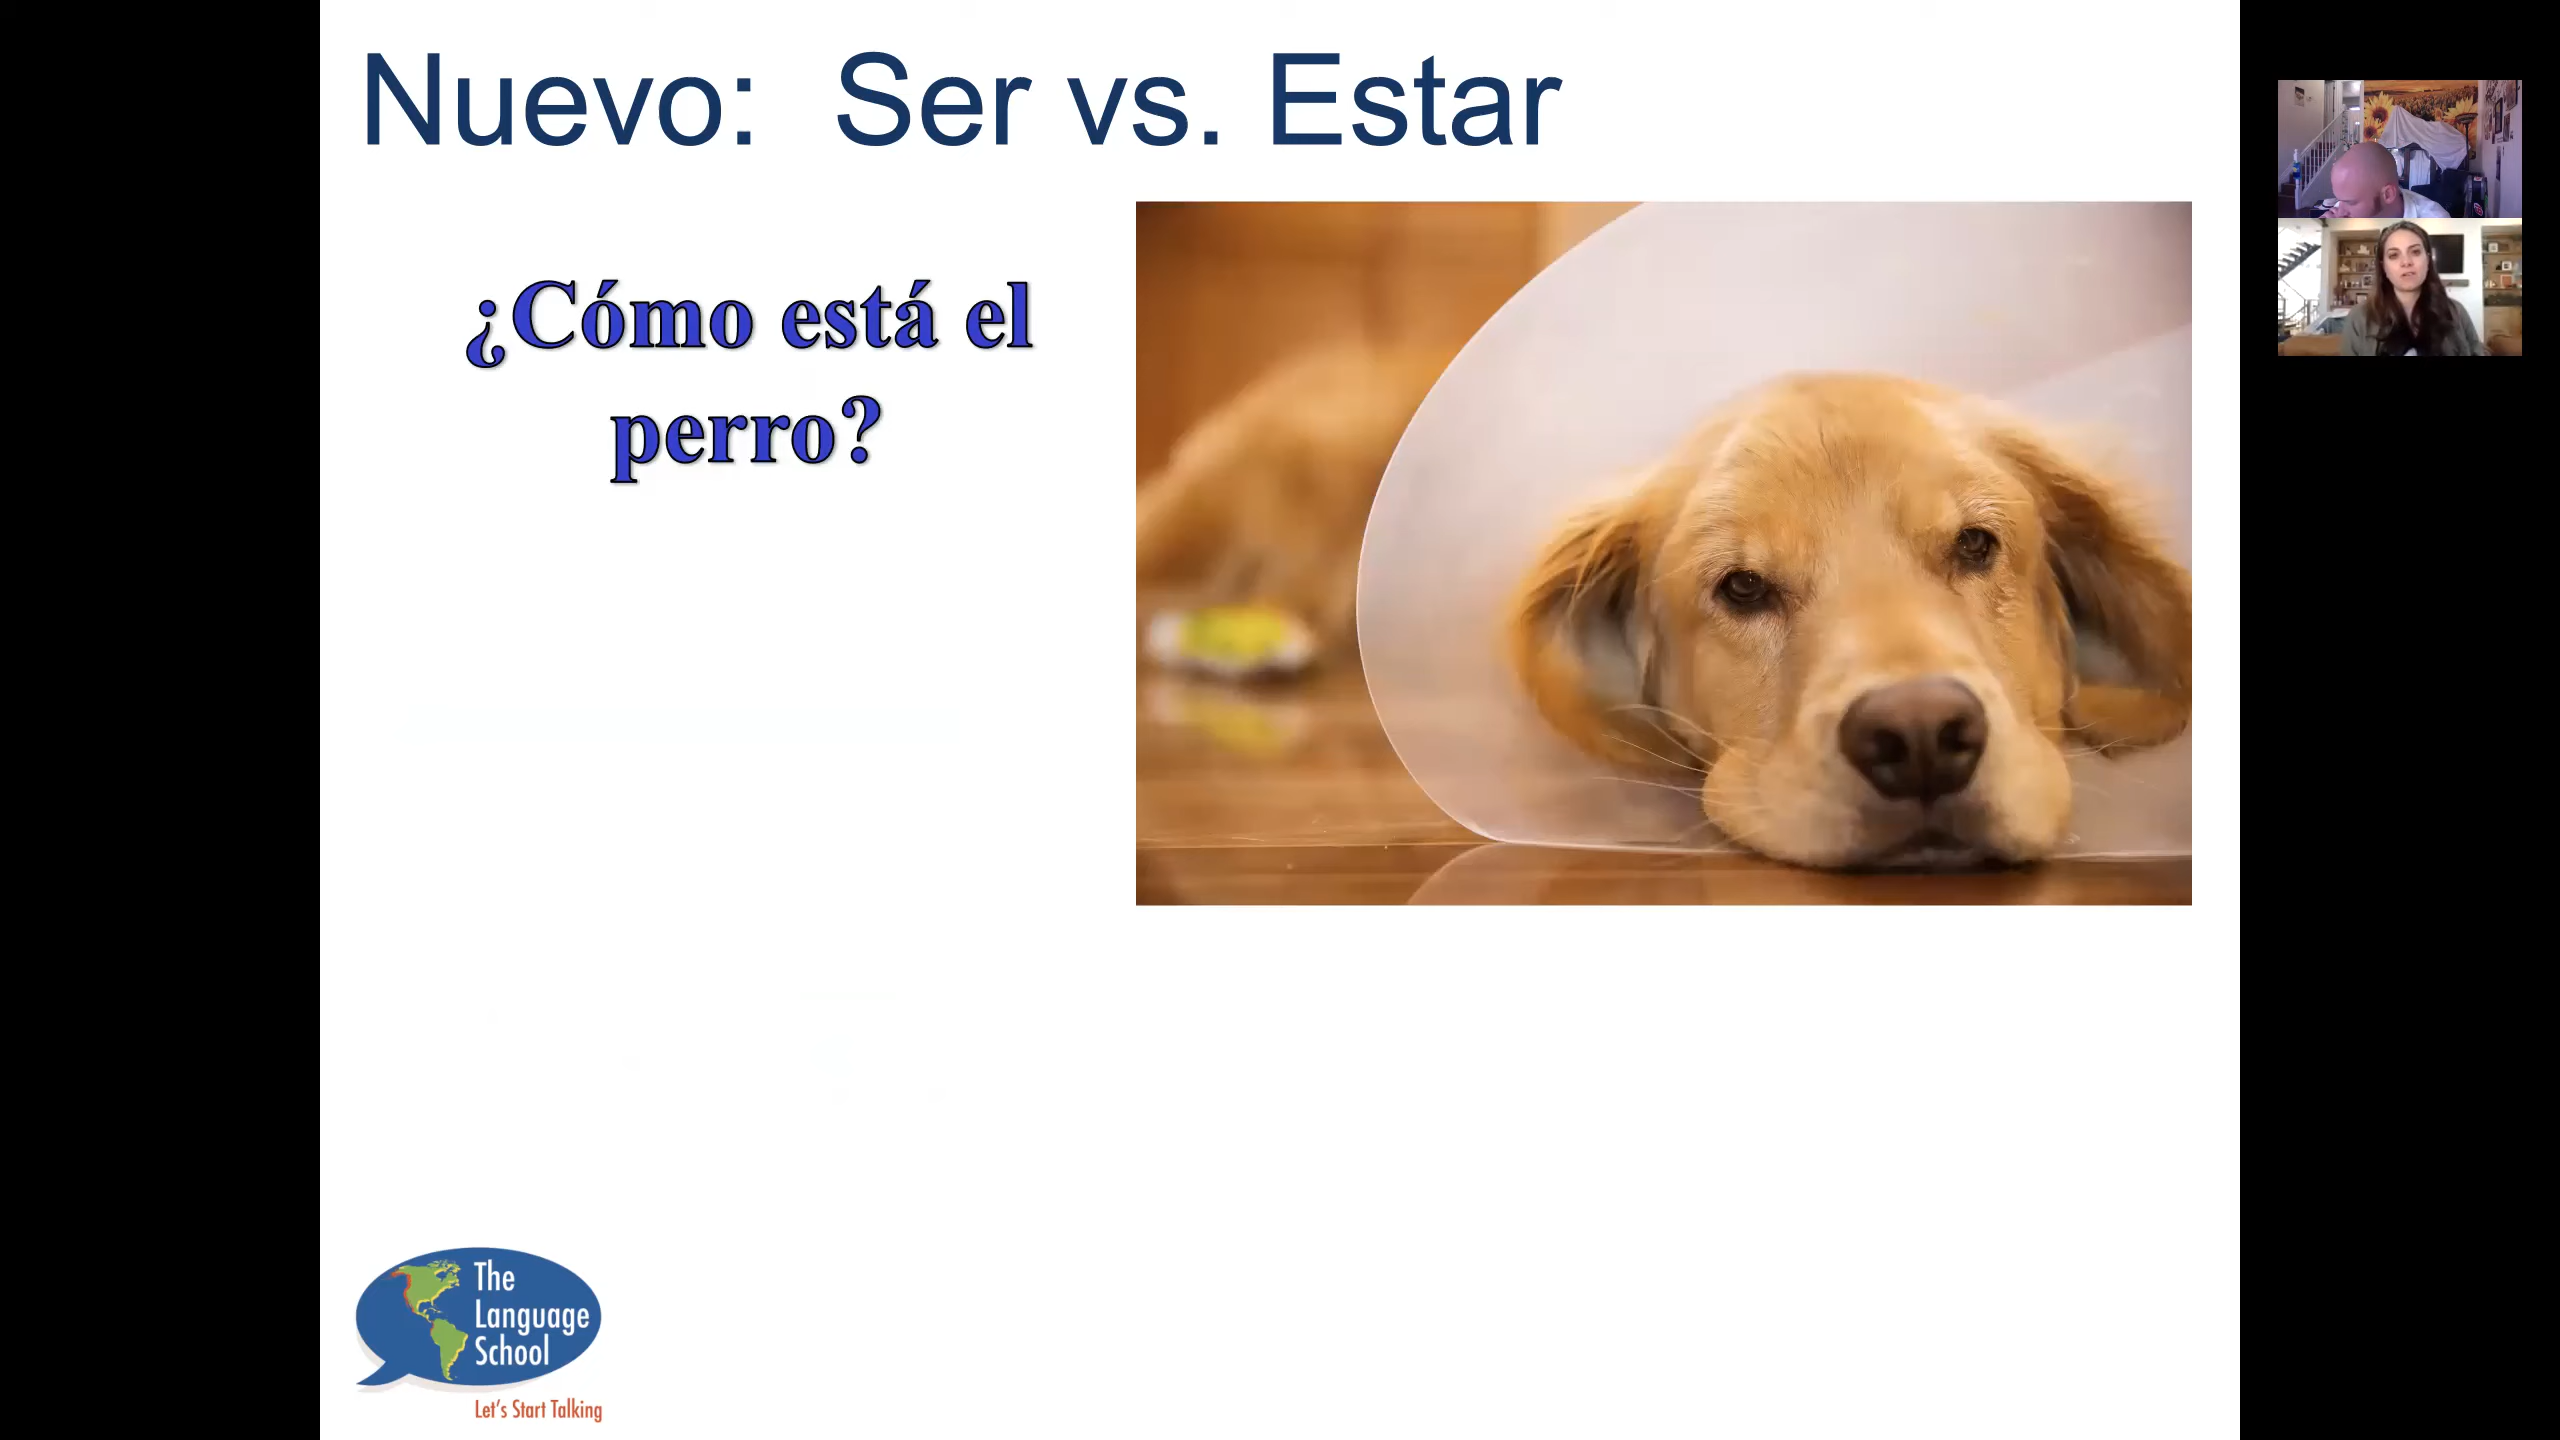 Nuevo: Ser vs. Estar
¿Cómo está el
perro?
The
Language
School
Let's Start Talking